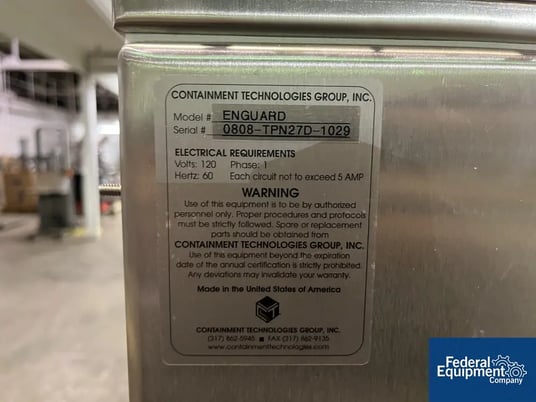 CONTAINMENT TECHNOLOGIES GROUP, INC.
Model # ENGUARD
Serial # 0808-TPN27D-1029
ELECTRICAL REQUIREMENTS
Volts: 120 Phase: 1
Hertz: 60 Each circuit not to exceed 5 AMP
WARNING
Use of this equipment is to be by authorized
personnel only. Proper procedures and protocols
must be strictly followed. Spare or replacement
parts should be obtained from
CONTAINMENT TECHNOLOGIES GROUP, INC.
Use of this equipment beyond the expiration
date of the annual certification is strictly prohibited.
Any deviations may invalidate your warranty.
Made in the United States of America
CONTAINMENT TECHNOLOGIES GROUP, INC.
(317) 862-5945 ■ FAX (317) 862-9135
www.containmenttechnologies.com
Federal
Equipment
Company